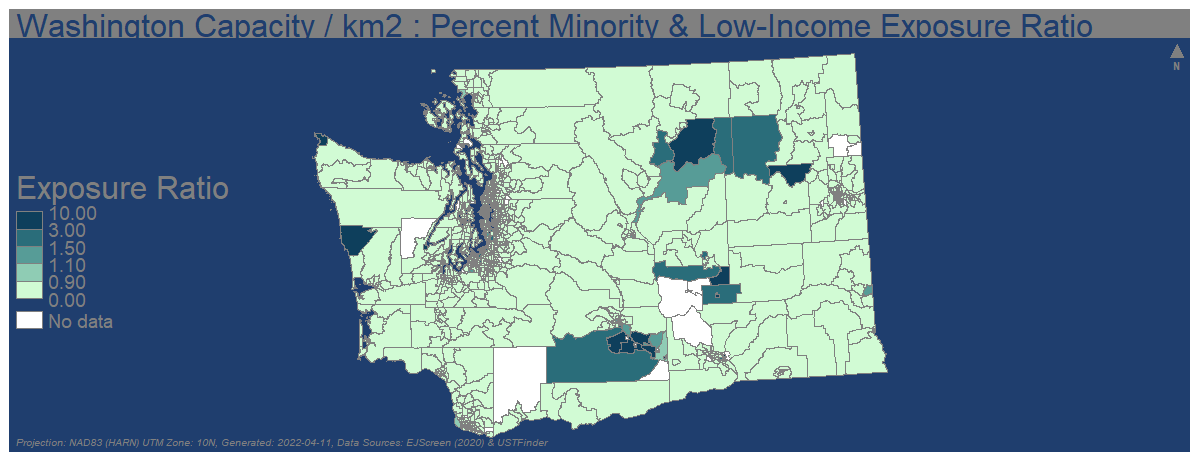 Washington Capacity / km2 : Percent Minority & Low-Income Exposure Ratio
N
Exposure Ratio
10.00
3.00
1.50
1.10
0.90
0.00
No data
Projection: NAD83 (HARN) UTM Zone: 10N, Generated: 2022-04-11, Data Sources: EJScreen (2020) & USTFinder